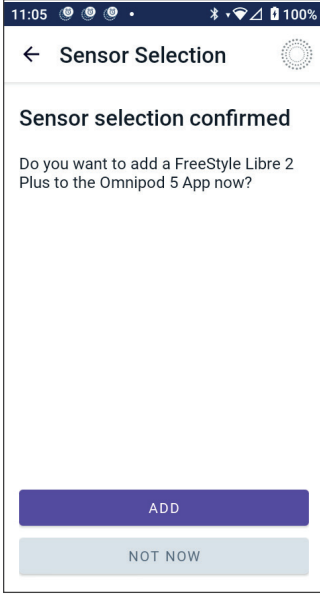 11:05 100%
Sensor Selection
Sensor selection confirmed
Do you want to add a FreeStyle Libre 2
Plus to the Omnipod 5 App now?
ADD
NOT NOW